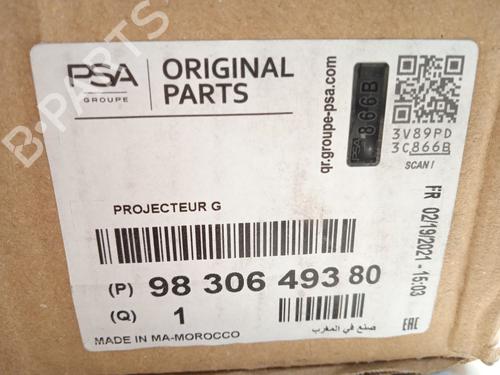 PSA
GROUPE
ORIGINAL
PARTS
qr.groupe-psa.com
PSA 866B
3V89PD
3C866B
SCAN !
PROJECTEUR G
(P) 98 306 493 80
(Q) 1
MADE IN MA-MOROCCO
صنع في المغرب
FR 02/19/2021 - 15:03
EAC
B-PARTS